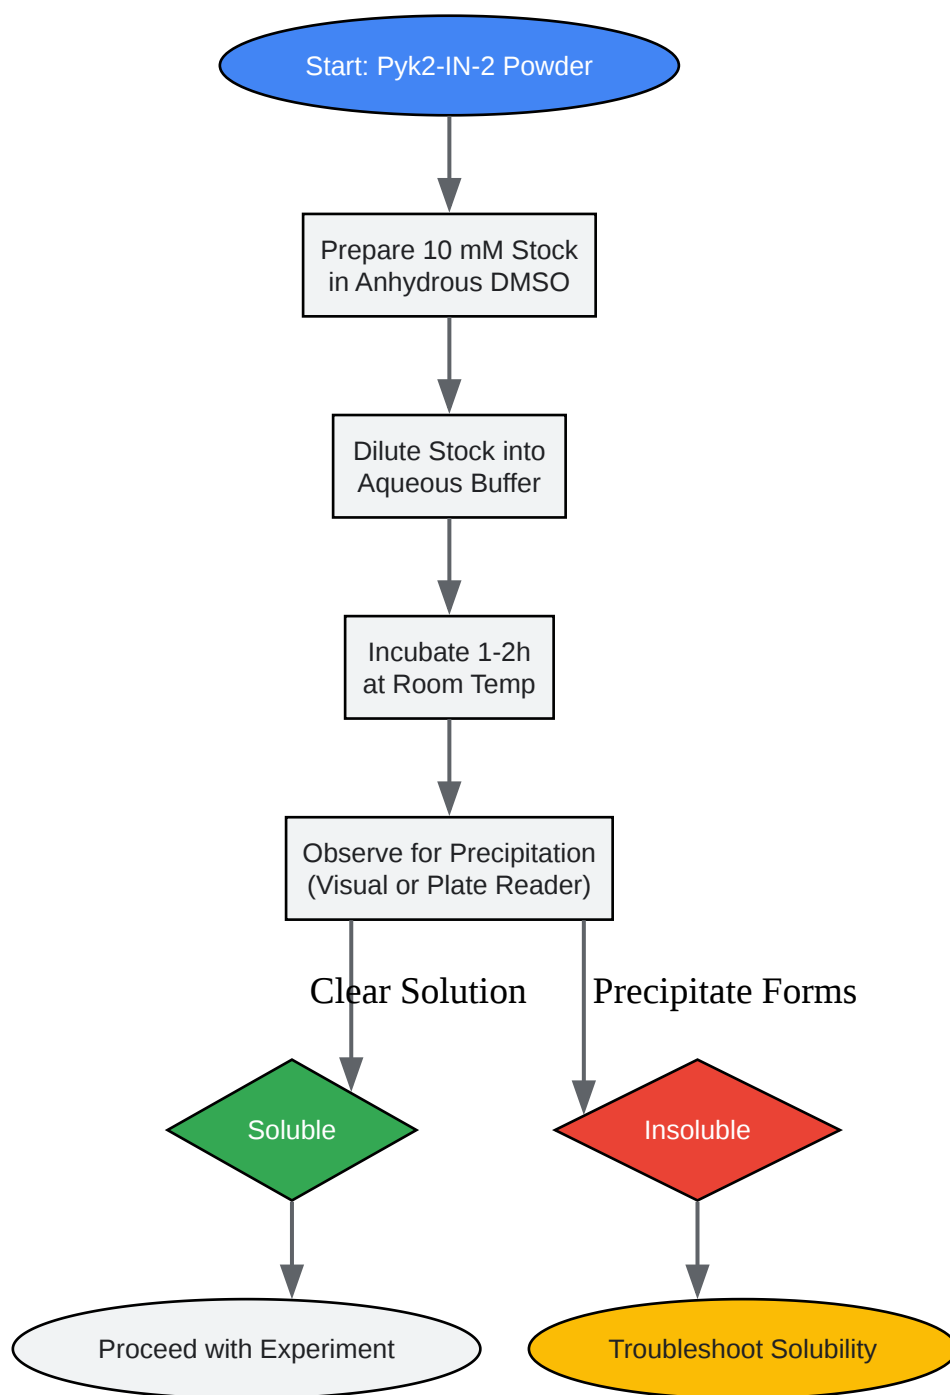 Start: Pyk2-IN-2 Powder
Prepare 10 mM Stock
in Anhydrous DMSO
Dilute Stock into
Aqueous Buffer
Incubate 1-2h
at Room Temp
Observe for Precipitation
(Visual or Plate Reader)
Clear Solution
Precipitate Forms
Soluble
Insoluble
Proceed with Experiment
Troubleshoot Solubility